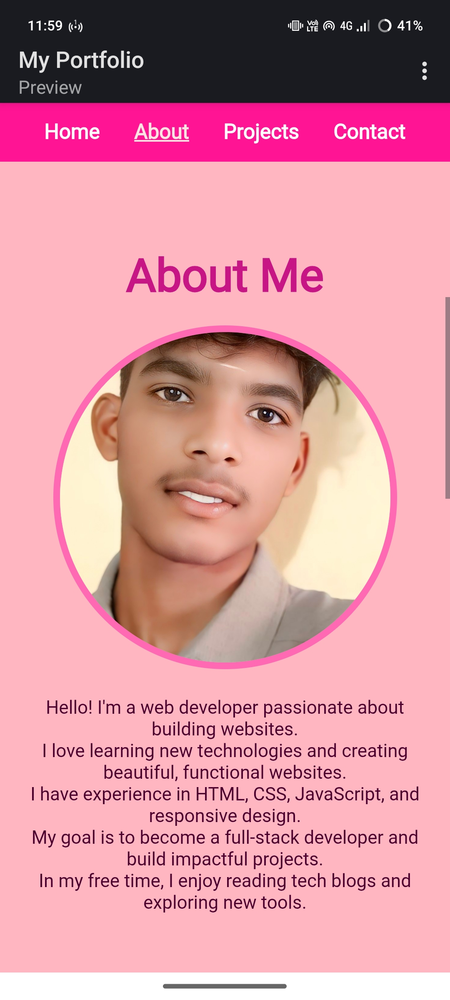 11:59
Vo) LTE 4G 41%
My Portfolio
Preview
Home About Projects Contact
About Me
Hello! I'm a web developer passionate about
building websites.
I love learning new technologies and creating
beautiful, functional websites.
I have experience in HTML, CSS, JavaScript, and
responsive design.
My goal is to become a full-stack developer and
build impactful projects.
In my free time, I enjoy reading tech blogs and
exploring new tools.